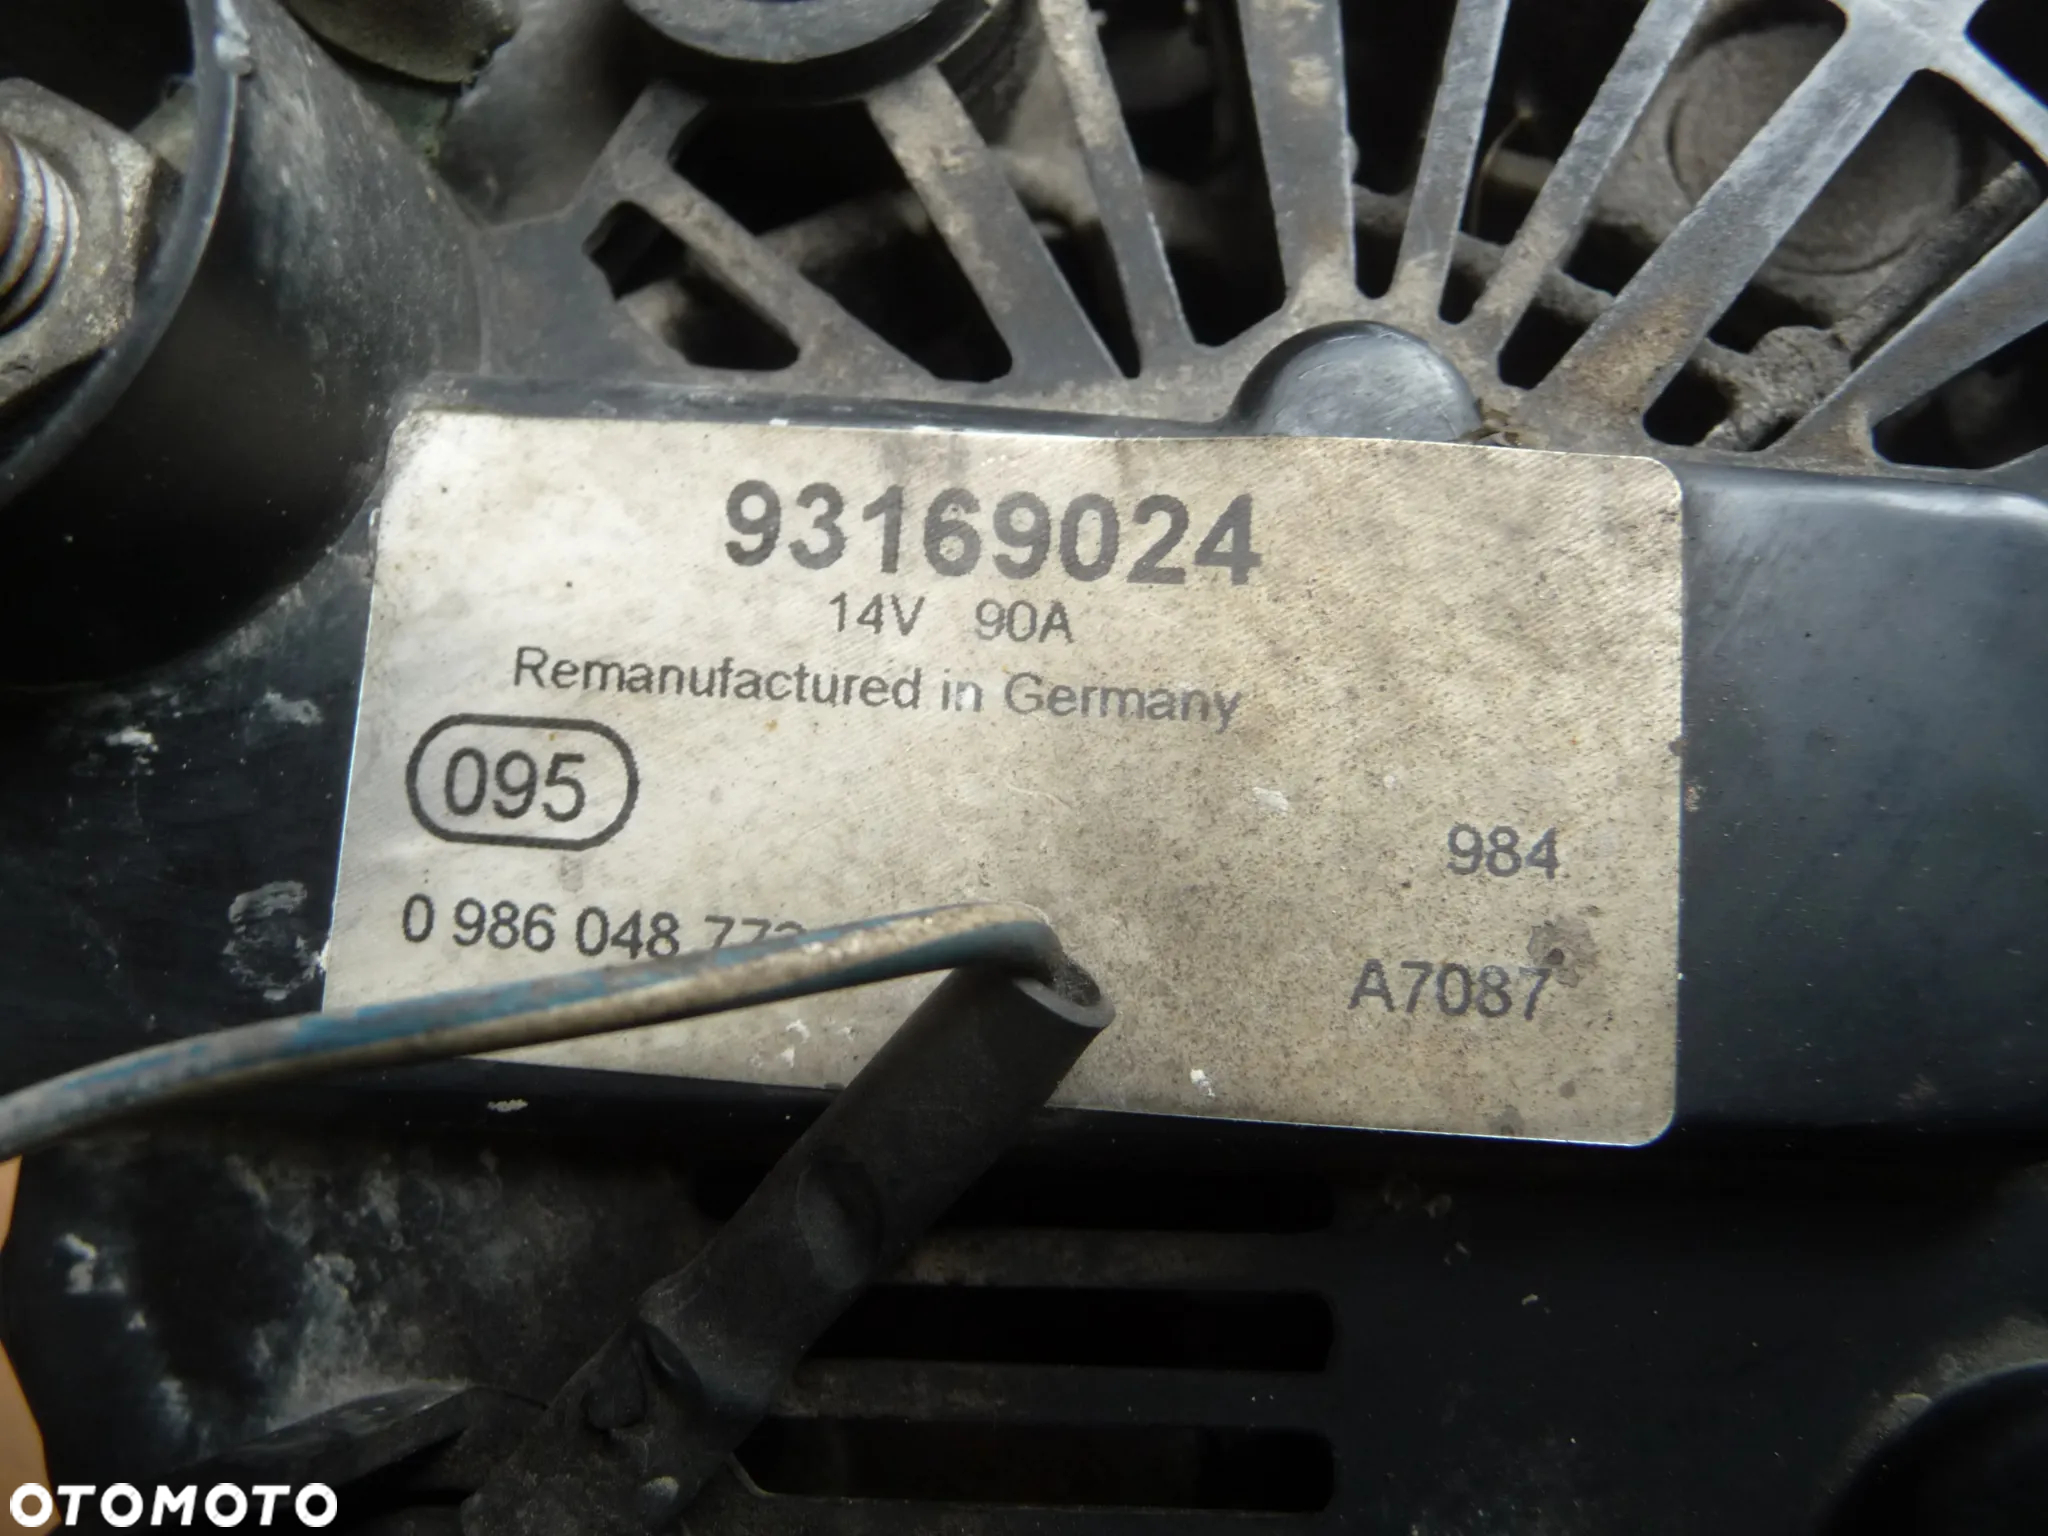 93169024
14V 90A
Remanufactured in Germany
095
984
0 986 048
A7087
OTOMOTO